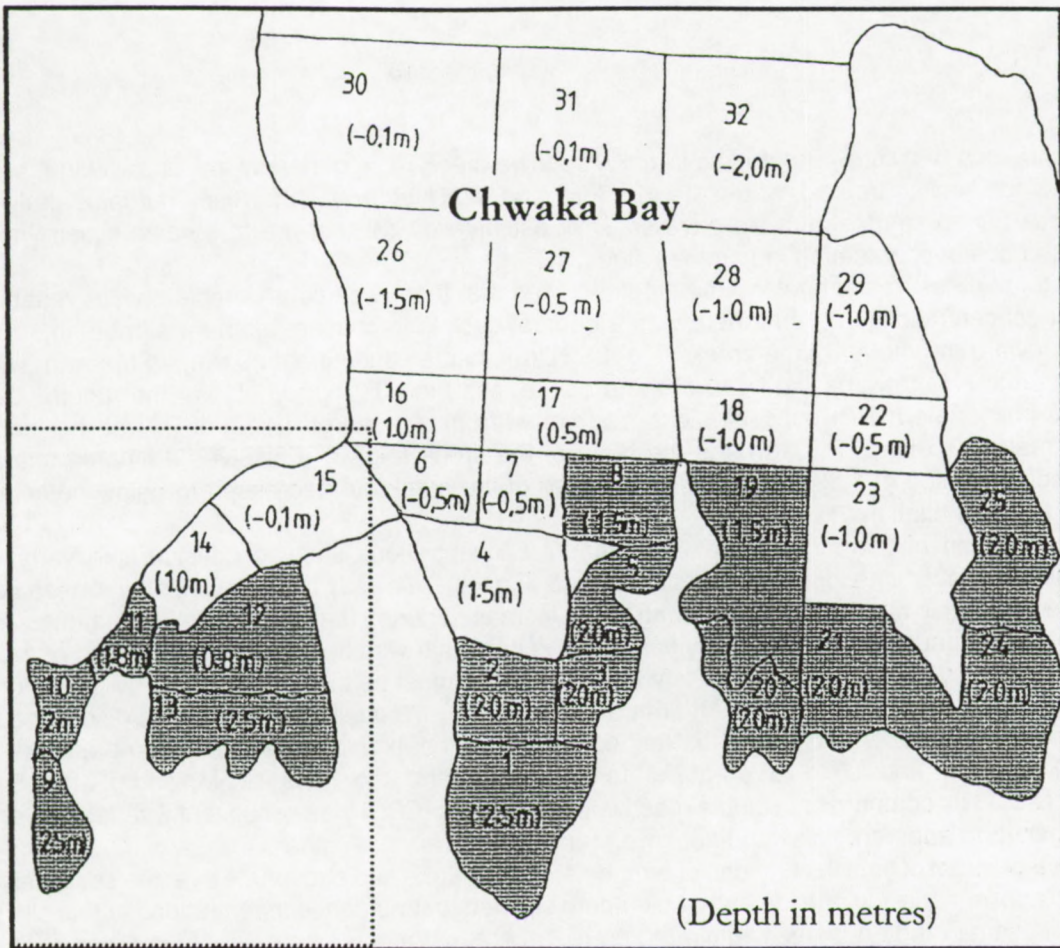 30
(-0,1m)
31
(-0,1m)
32
(-2,0m)
Chwaka Bay
26
(-1.5m)
27
(-0.5m)
28
(-1.0m)
29
(-1.0m)
16
(1.0m)
17
(0.5m)
18
(-1.0m)
22
(-0.5m)
15
(-0,1m)
6
(-0,5m)
7
(-0,5m)
8
(1.5m)
19
(1.5m)
23
(-1.0m)
25
(2.0m)
14
(1.0m)
4
(1.5m)
5
(2.0m)
11
(1.8m)
12
(0.8m)
10
2m)
13
(2.5m)
2
(2.0m)
3
(2.0m)
20
(2.0m)
21
(2.0m)
24
(2.0m)
9
2.5m)
1
(2.5m)
(Depth in metres)